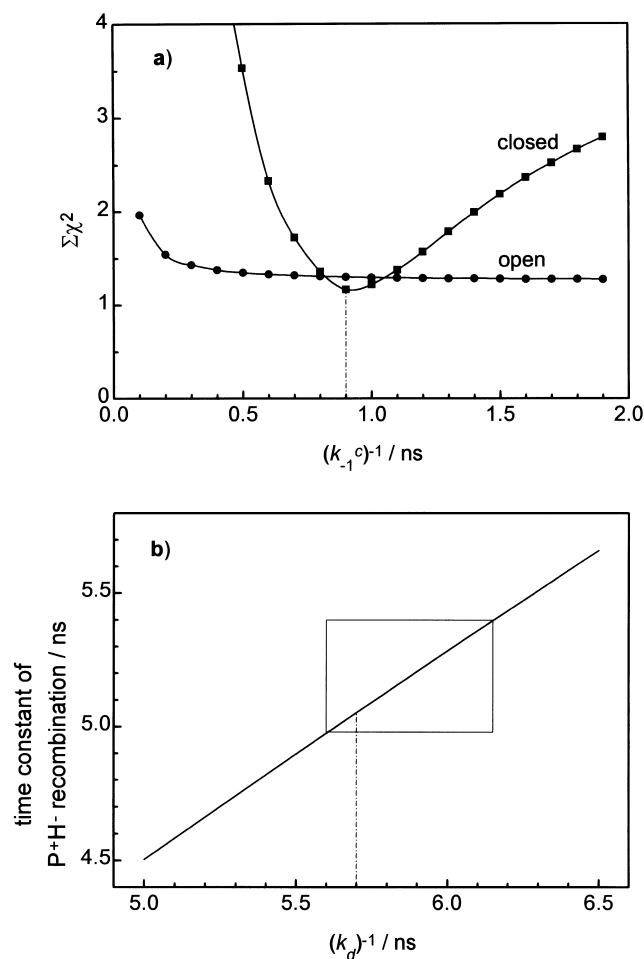 a)
4
3
2
1
0
Σχ²
closed
open
0.0 0.5 1.0 1.5 2.0
(k₋₁ᶜ)⁻¹ / ns
b)
5.5
5.0
4.5
time constant of
P⁺H⁻ recombination / ns
5.0 5.5 6.0 6.5
(k_d)⁻¹ / ns